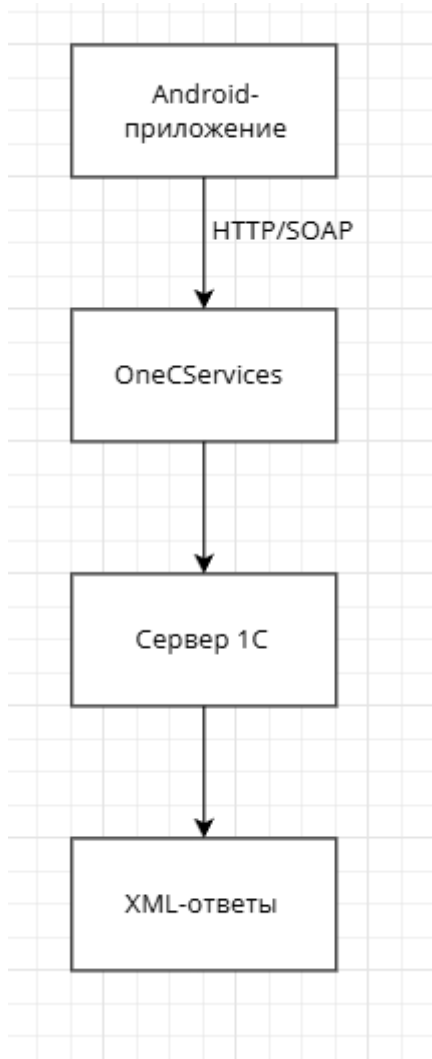 Android-
приложение
HTTP/SOAP
OneCServices
Сервер 1С
XML-ответы